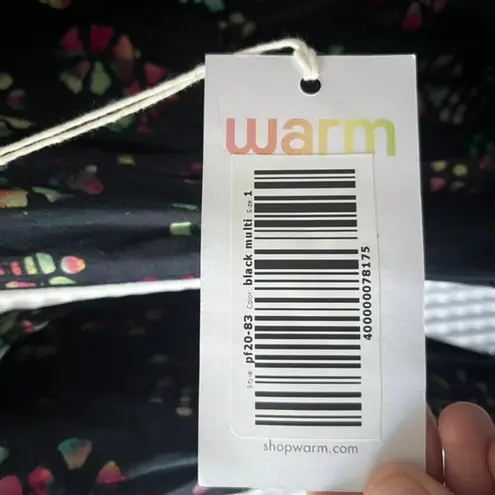 warm
Style pf20-83 Color black multi Size 1
400000078175
shopwarm.com